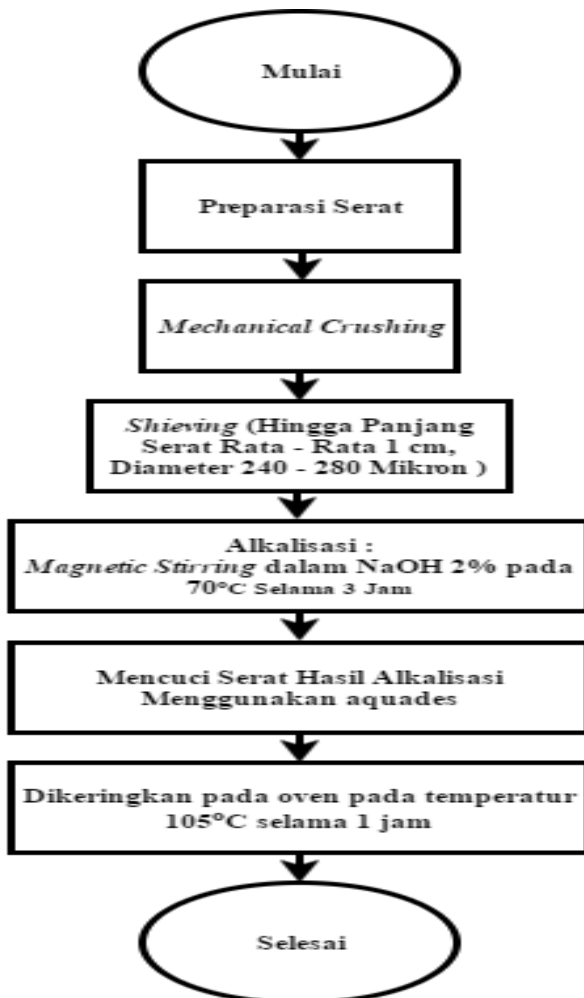 Mulai
Preparasi Serat
Mechanical Crushing
Shieving (Hingga Panjang
Serat Rata - Rata 1 cm,
Diameter 240 - 280 Mikron )
Alkalisasi :
Magnetic Stirring dalam NaOH 2% pada
70°C Selama 3 Jam
Mencuci Serat Hasil Alkalisasi
Menggunakan aquades
Dikeringkan pada oven pada temperatur
105°C selama 1 jam
Selesai